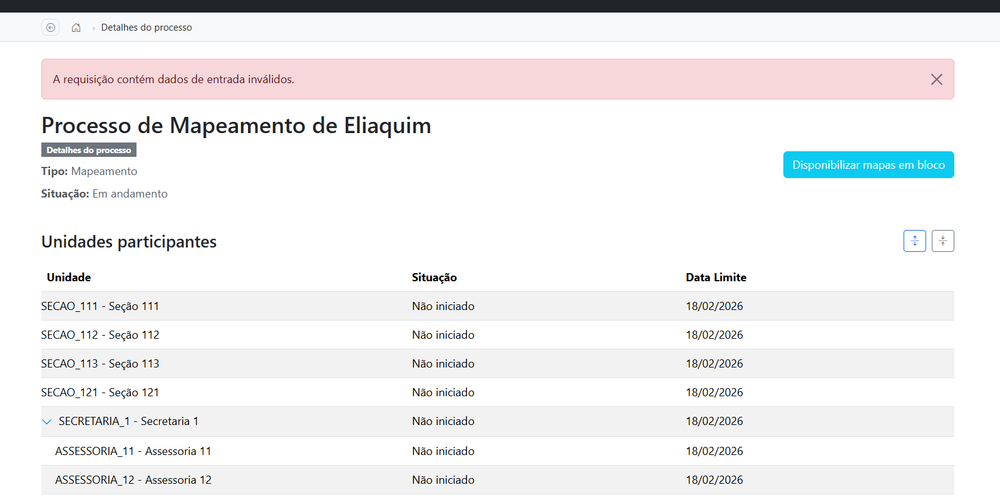 Detalhes do processo
A requisição contém dados de entrada inválidos.
Processo de Mapeamento de Eliaquim
Detalhes do processo
Tipo: Mapeamento
Situação: Em andamento
Disponibilizar mapas em bloco
Unidades participantes
Unidade Situação Data Limite
SECAO_111 - Seção 111 Não iniciado 18/02/2026
SECAO_112 - Seção 112 Não iniciado 18/02/2026
SECAO_113 - Seção 113 Não iniciado 18/02/2026
SECAO_121 - Seção 121 Não iniciado 18/02/2026
SECRETARIA_1 - Secretaria 1 Não iniciado 18/02/2026
ASSESSORIA_11 - Assessoria 11 Não iniciado 18/02/2026
ASSESSORIA_12 - Assessoria 12 Não iniciado 18/02/2026